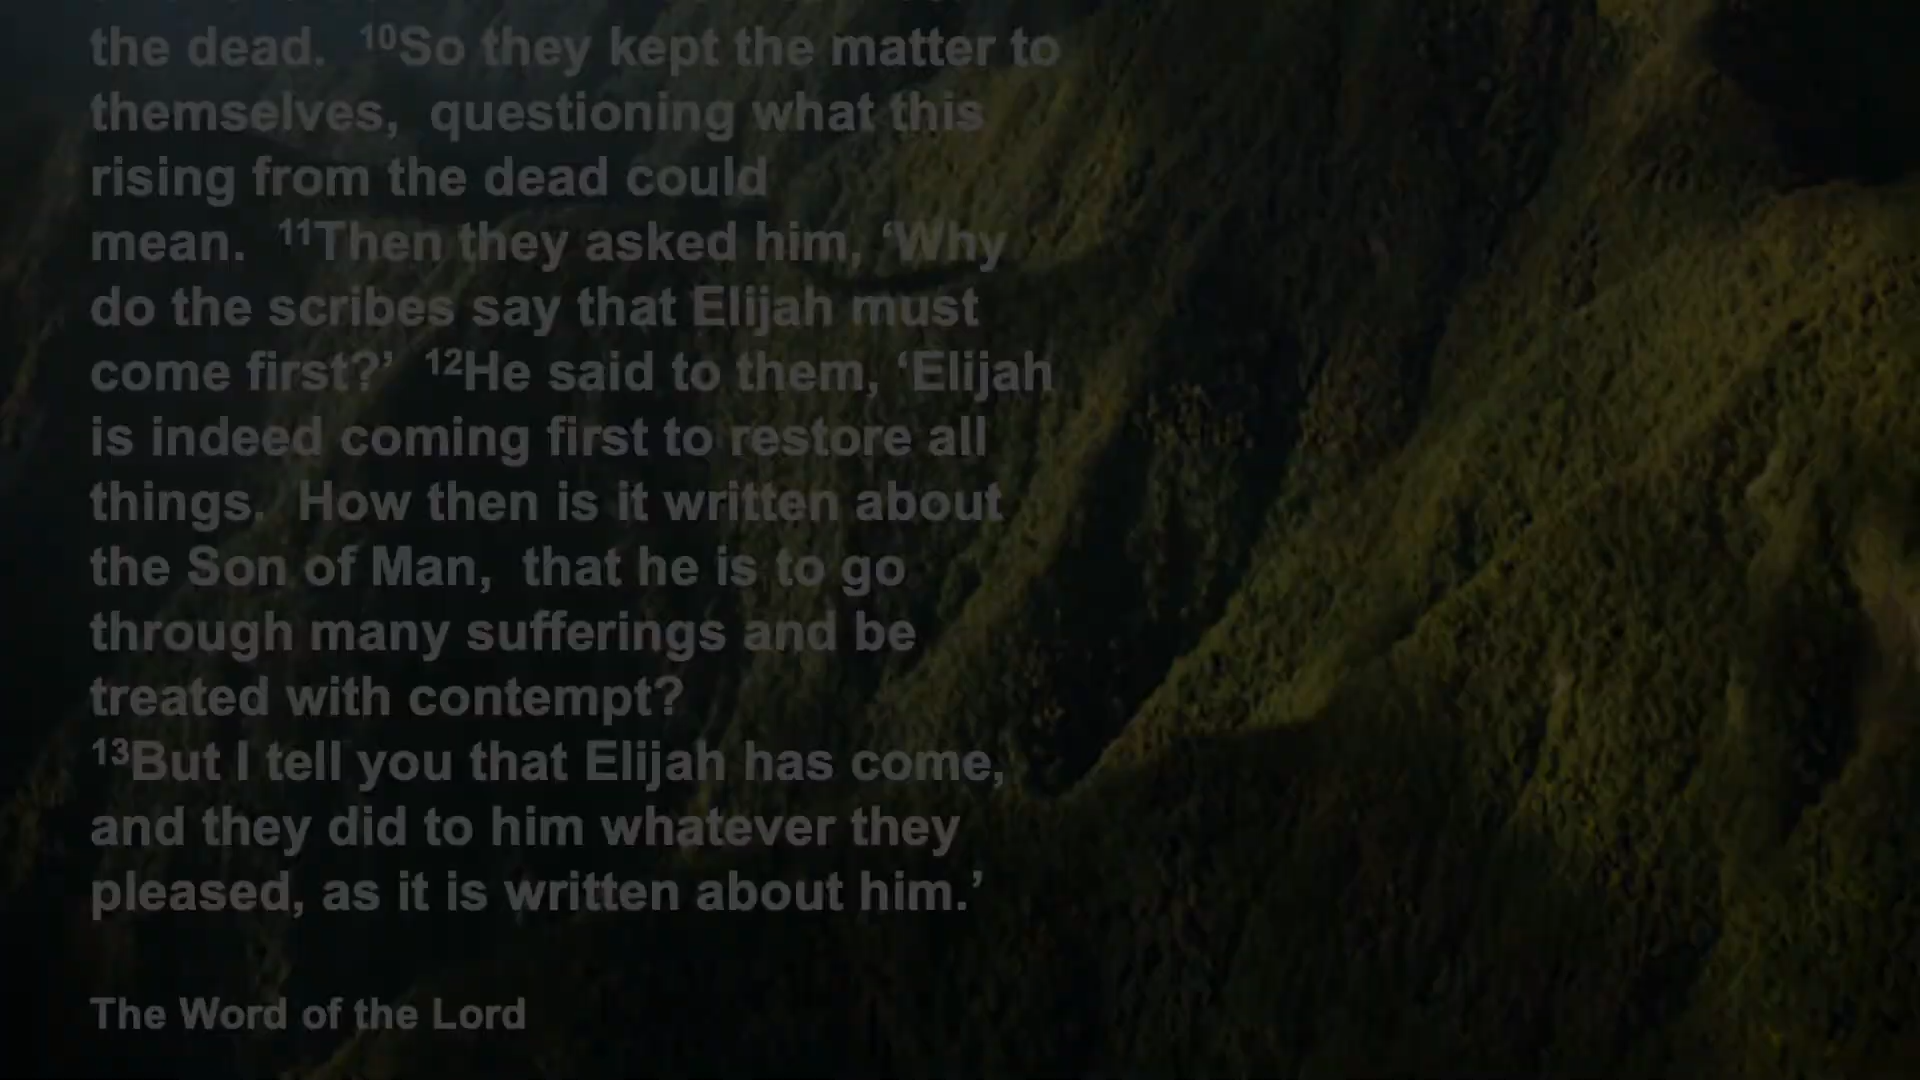 the dead. ¹⁰So they kept the matter to
themselves, questioning what this
rising from the dead could
mean. ¹¹Then they asked him, ‘Why
do the scribes say that Elijah must
come first?’ ¹²He said to them, ‘Elijah
is indeed coming first to restore all
things. How then is it written about
the Son of Man, that he is to go
through many sufferings and be
treated with contempt?
¹³But I tell you that Elijah has come,
and they did to him whatever they
pleased, as it is written about him.’
The Word of the Lord